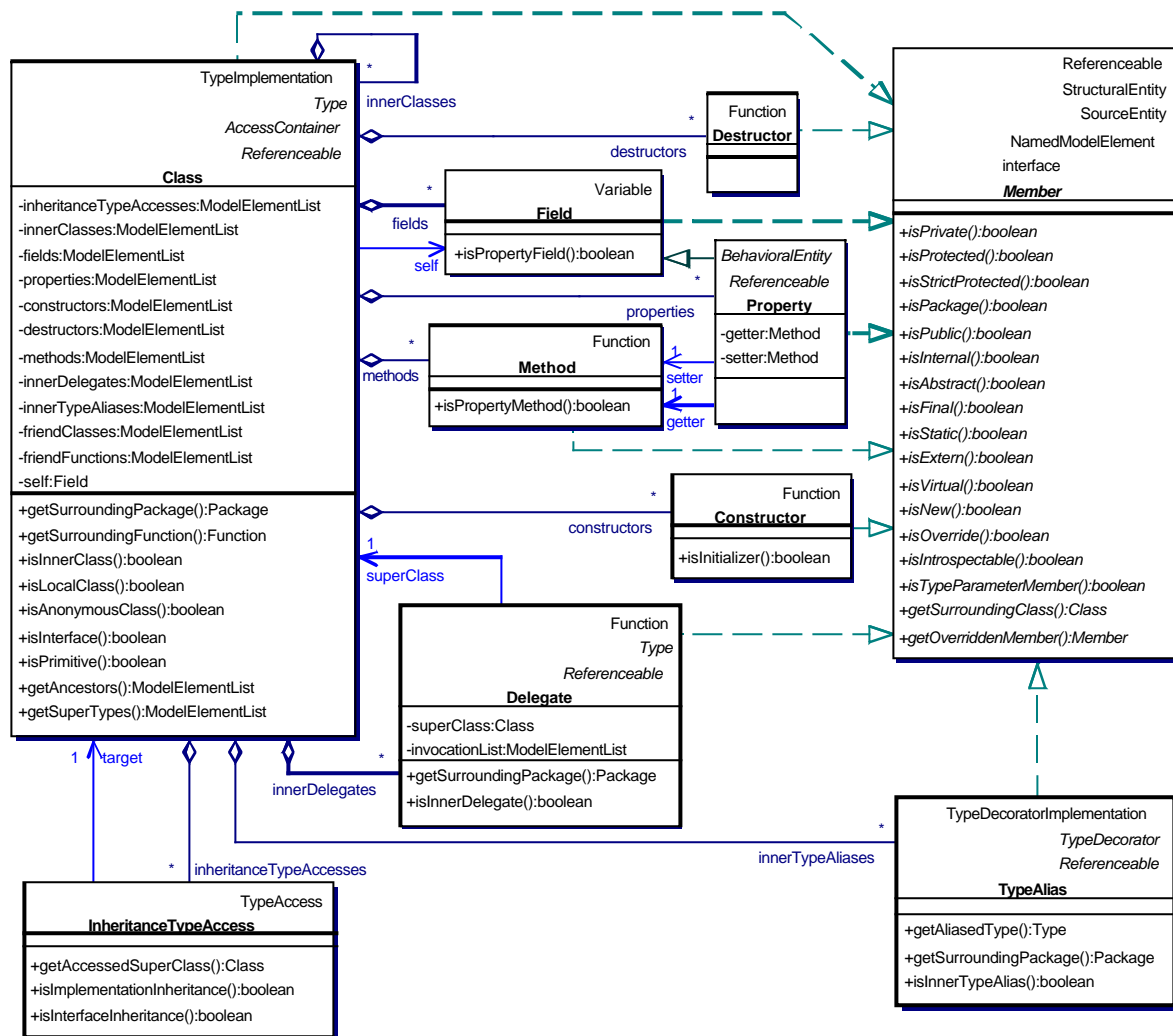 TypeImplementation
Type
AccessContainer
Referenceable
Class
-inheritanceTypeAccesses:ModelElementList
-innerClasses:ModelElementList
-fields:ModelElementList
-properties:ModelElementList
-constructors:ModelElementList
-destructors:ModelElementList
-methods:ModelElementList
-innerDelegates:ModelElementList
-innerTypeAliases:ModelElementList
-friendClasses:ModelElementList
-friendFunctions:ModelElementList
-self:Field
+getSurroundingPackage():Package
+getSurroundingFunction():Function
+isInnerClass():boolean
+isLocalClass():boolean
+isAnonymousClass():boolean
+isInterface():boolean
+isPrimitive():boolean
+getAncestors():ModelElementList
+getSuperTypes():ModelElementList
*
innerClasses
*
destructors
Function
Destructor
*
fields
self
Variable
Field
+isPropertyField():boolean
*
properties
BehavioralEntity
Referenceable
Property
-getter:Method
-setter:Method
*
methods
Function
Method
+isPropertyMethod():boolean
1
setter
1
getter
*
constructors
Function
Constructor
+isInitializer():boolean
1
superClass
Function
Type
Referenceable
Delegate
-superClass:Class
-invocationList:ModelElementList
+getSurroundingPackage():Package
+isInnerDelegate():boolean
*
innerDelegates
Referenceable
StructuralEntity
SourceEntity
NamedModelElement
interface
Member
+isPrivate():boolean
+isProtected():boolean
+isStrictProtected():boolean
+isPackage():boolean
+isPublic():boolean
+isInternal():boolean
+isAbstract():boolean
+isFinal():boolean
+isStatic():boolean
+isExtern():boolean
+isVirtual():boolean
+isNew():boolean
+isOverride():boolean
+isIntrospectable():boolean
+isTypeParameterMember():boolean
+getSurroundingClass():Class
+getOverriddenMember():Member
1 target
*
inheritanceTypeAccesses
*
innerTypeAliases
TypeAccess
InheritanceTypeAccess
+getAccessedSuperClass():Class
+isImplementationInheritance():boolean
+isInterfaceInheritance():boolean
TypeDecoratorImplementation
TypeDecorator
Referenceable
TypeAlias
+getAliasedType():Type
+getSurroundingPackage():Package
+isInnerTypeAlias():boolean